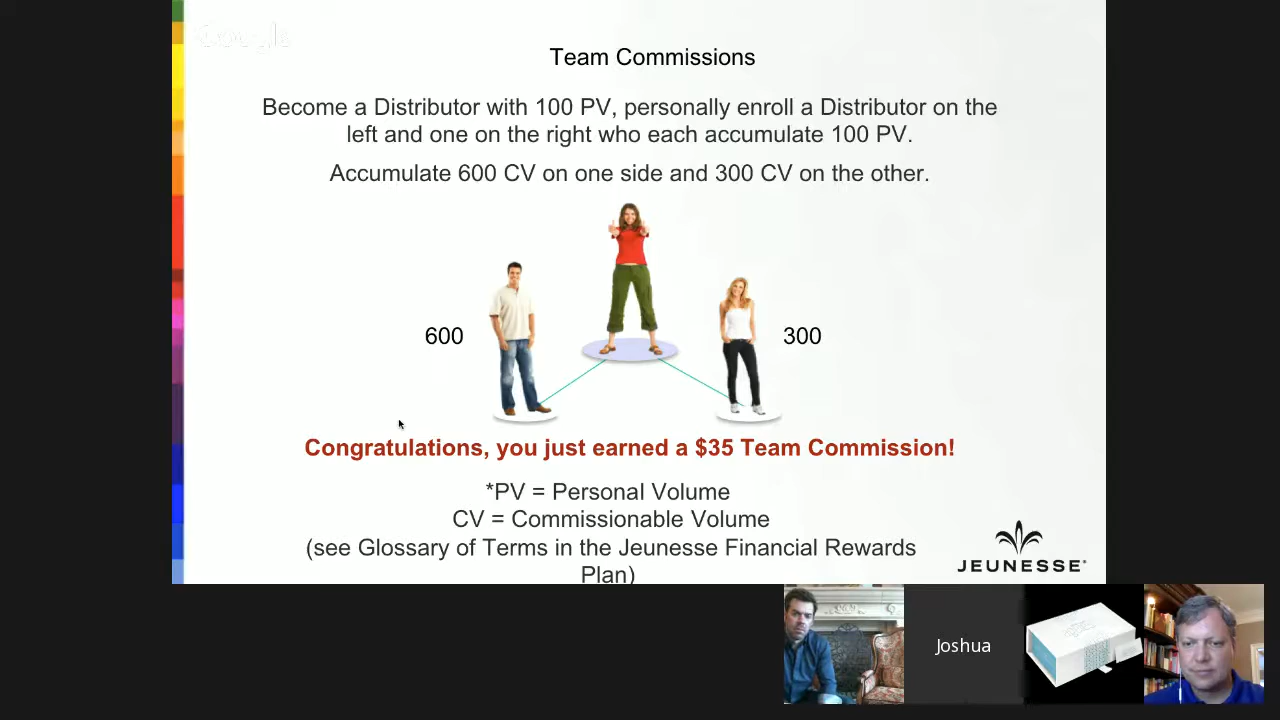 Google
Team Commissions
Become a Distributor with 100 PV, personally enroll a Distributor on the
left and one on the right who each accumulate 100 PV.
Accumulate 600 CV on one side and 300 CV on the other.
600
300
Congratulations, you just earned a $35 Team Commission!
*PV = Personal Volume
CV = Commissionable Volume
(see Glossary of Terms in the Jeunesse Financial Rewards
Plan)
JEUNESSE®
Joshua